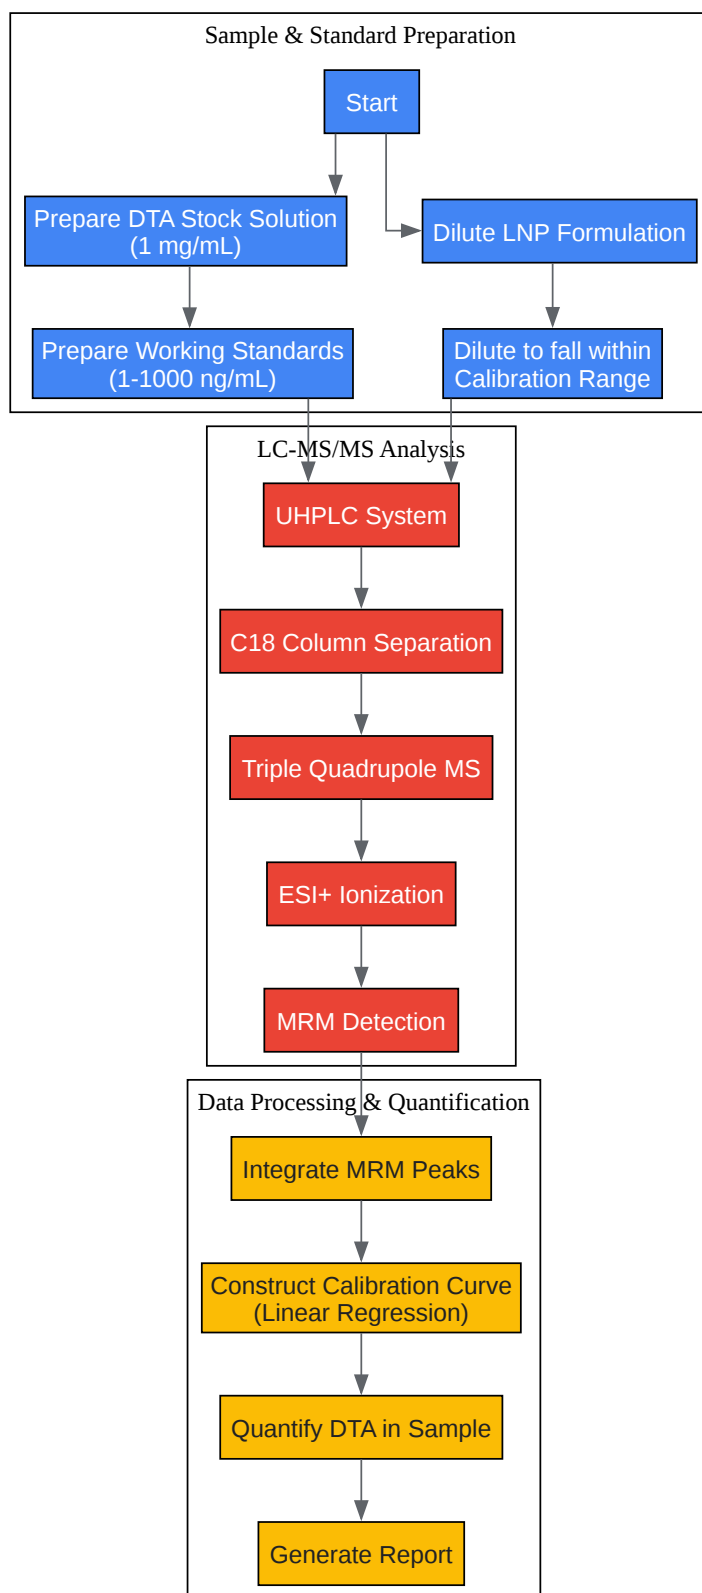 Sample & Standard Preparation
Start
Prepare DTA Stock Solution
(1 mg/mL)
Dilute LNP Formulation
Prepare Working Standards
(1-1000 ng/mL)
Dilute to fall within
Calibration Range
LC-MS/MS Analysis
UHPLC System
C18 Column Separation
Triple Quadrupole MS
ESI+ Ionization
MRM Detection
Data Processing & Quantification
Integrate MRM Peaks
Construct Calibration Curve
(Linear Regression)
Quantify DTA in Sample
Generate Report